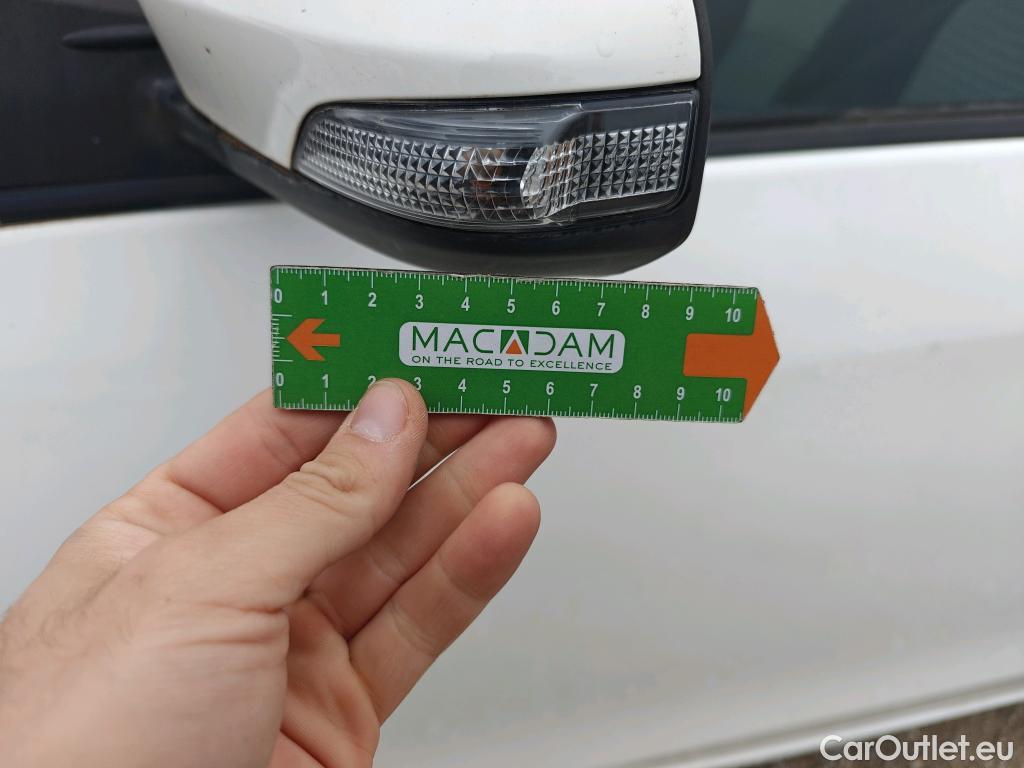 0 1 2 3 4 5 6 7 8 9 10
MACADAM
ON THE ROAD TO EXCELLENCE
0 1 2 3 4 5 6 7 8 9 10
CarOutlet.eu